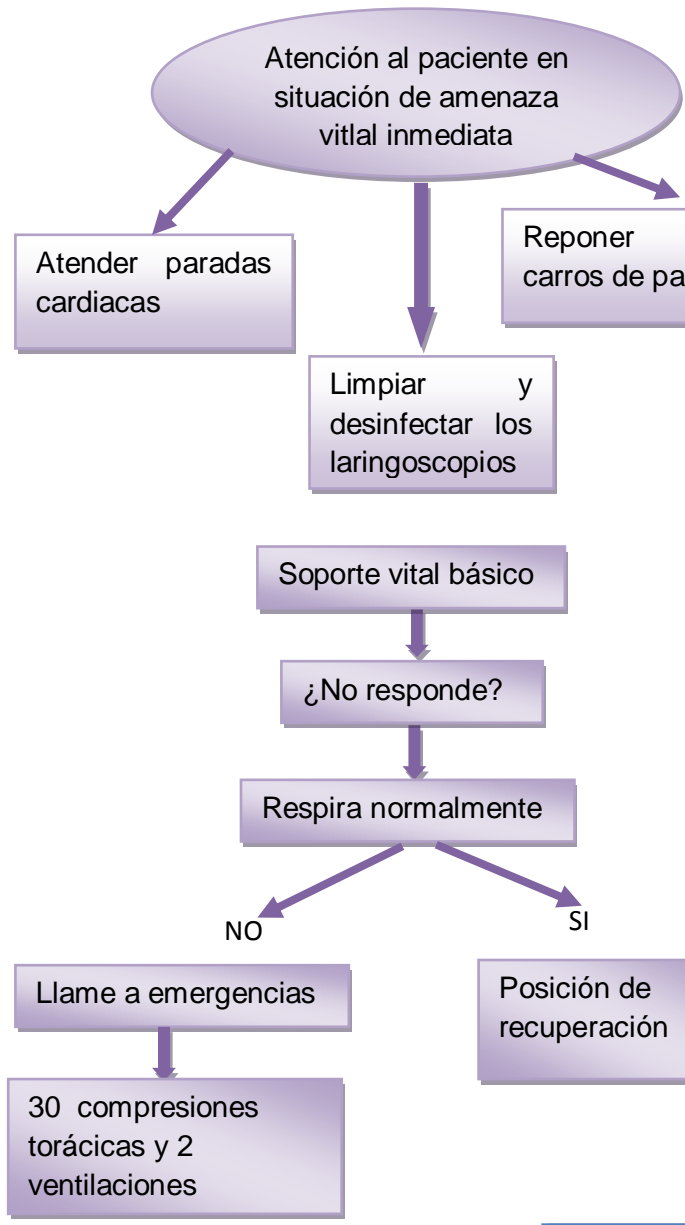 Atención al paciente en
situación de amenaza
vitlal inmediata
Atender paradas
cardiacas
Reponer
carros de
Limpiar y
desinfectar los
laringoscopios
Soporte vital básico
¿No responde?
Respira normalmente
NO
SI
Llame a emergencias
Posición de
recuperación
30 compresiones
torácicas y 2
ventilaciones